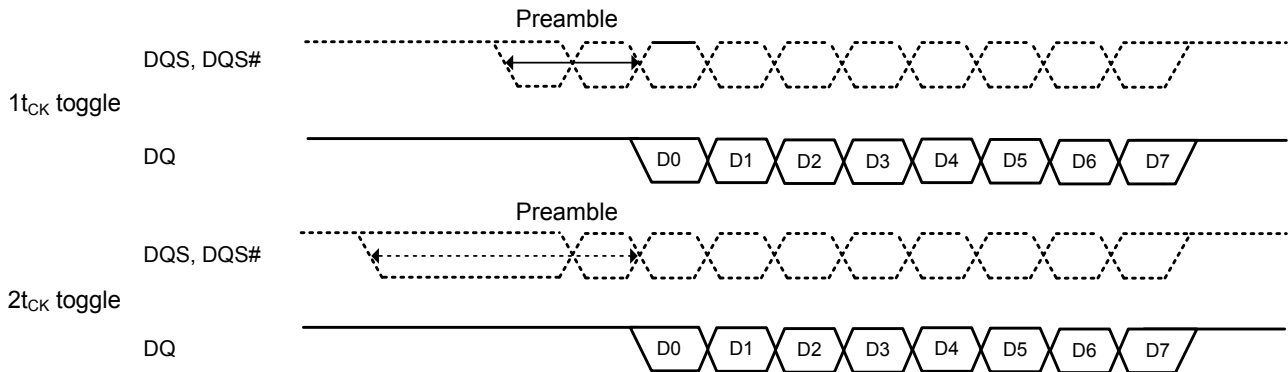 Preamble
DQS, DQS#
1tCK toggle
DQ
D0 D1 D2 D3 D4 D5 D6 D7
Preamble
DQS, DQS#
2tCK toggle
DQ
D0 D1 D2 D3 D4 D5 D6 D7